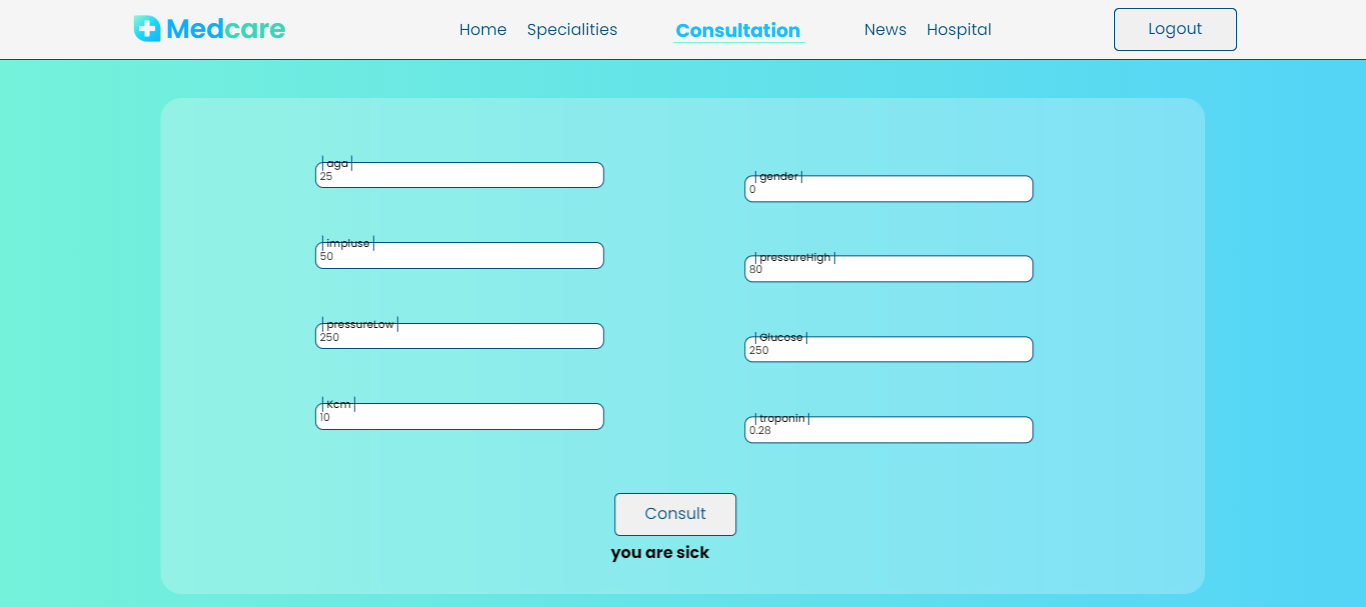 Medcare
Home Specialities Consultation News Hospital Logout
aga
25
gender
0
impluse
50
pressureHigh
80
pressureLow
250
Glucose
250
Kcm
10
troponin
0.28
Consult
you are sick